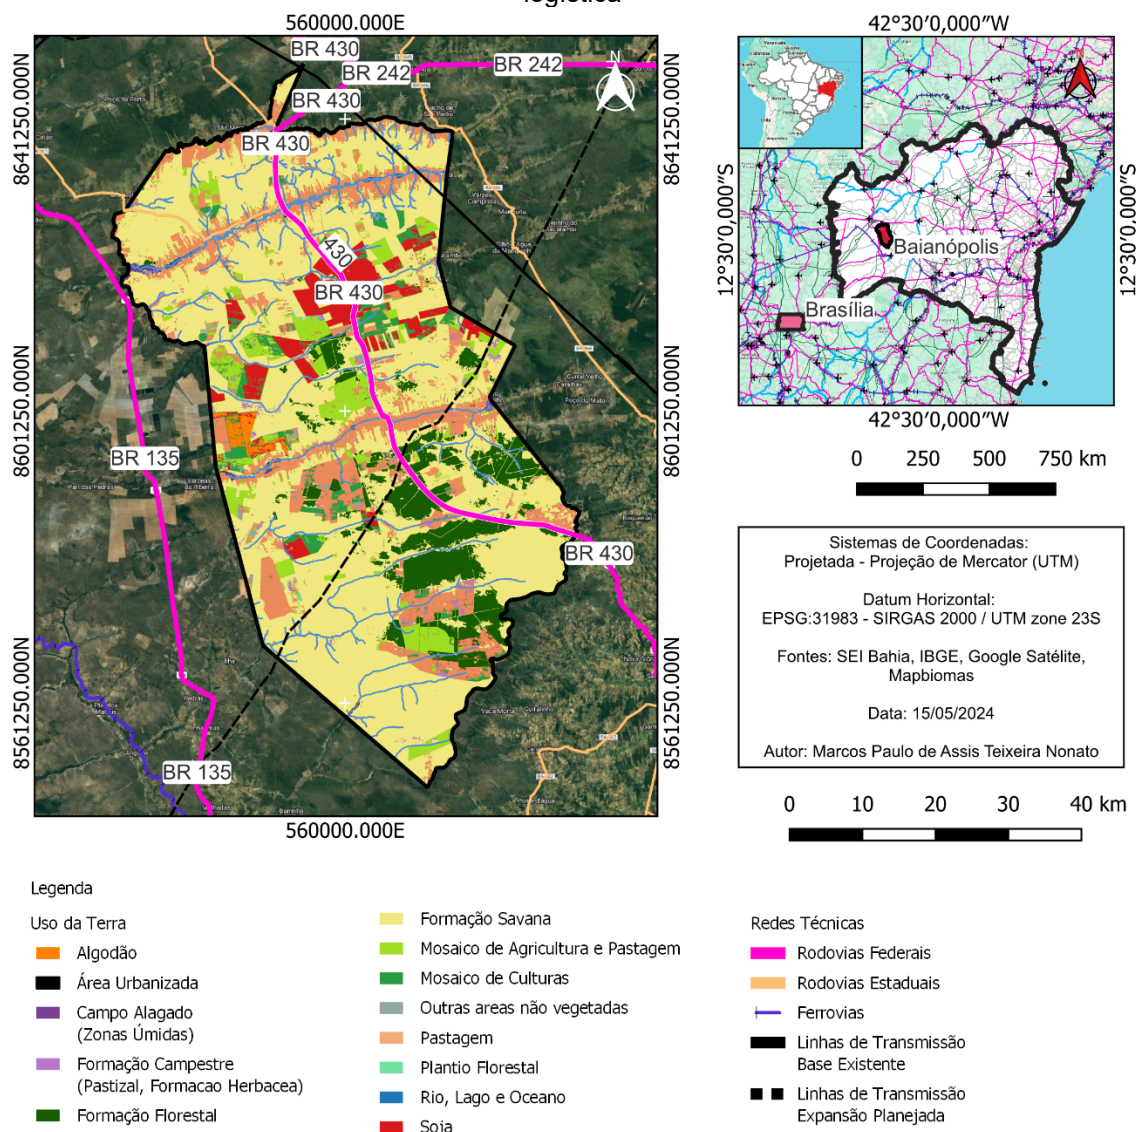 logística
560000.000E
42°30′0,000″W
BR 430
BR 242
BR 242
BR 430
BR 430
430
BR 430
BR 135
BR 430
BR 135
8641250.000N
8601250.000N
8561250.000N
8641250.000N
8601250.000N
8561250.000N
560000.000E
N
12°30′0,000″S
12°30′0,000″S
Baianópolis
Brasília
42°30′0,000″W
0 250 500 750 km
Sistemas de Coordenadas:
Projetada - Projeção de Mercator (UTM)
Datum Horizontal:
EPSG:31983 - SIRGAS 2000 / UTM zone 23S
Fontes: SEI Bahia, IBGE, Google Satélite,
Mapbiomas
Data: 15/05/2024
Autor: Marcos Paulo de Assis Teixeira Nonato
0 10 20 30 40 km
Legenda
Uso da Terra
Algodão
Área Urbanizada
Campo Alagado
(Zonas Úmidas)
Formação Campestre
(Pastizal, Formacao Herbacea)
Formação Florestal
Formação Savana
Mosaico de Agricultura e Pastagem
Mosaico de Culturas
Outras areas não vegetadas
Pastagem
Plantio Florestal
Rio, Lago e Oceano
Soja
Redes Técnicas
Rodovias Federais
Rodovias Estaduais
Ferrovias
Linhas de Transmissão
Base Existente
Linhas de Transmissão
Expansão Planejada